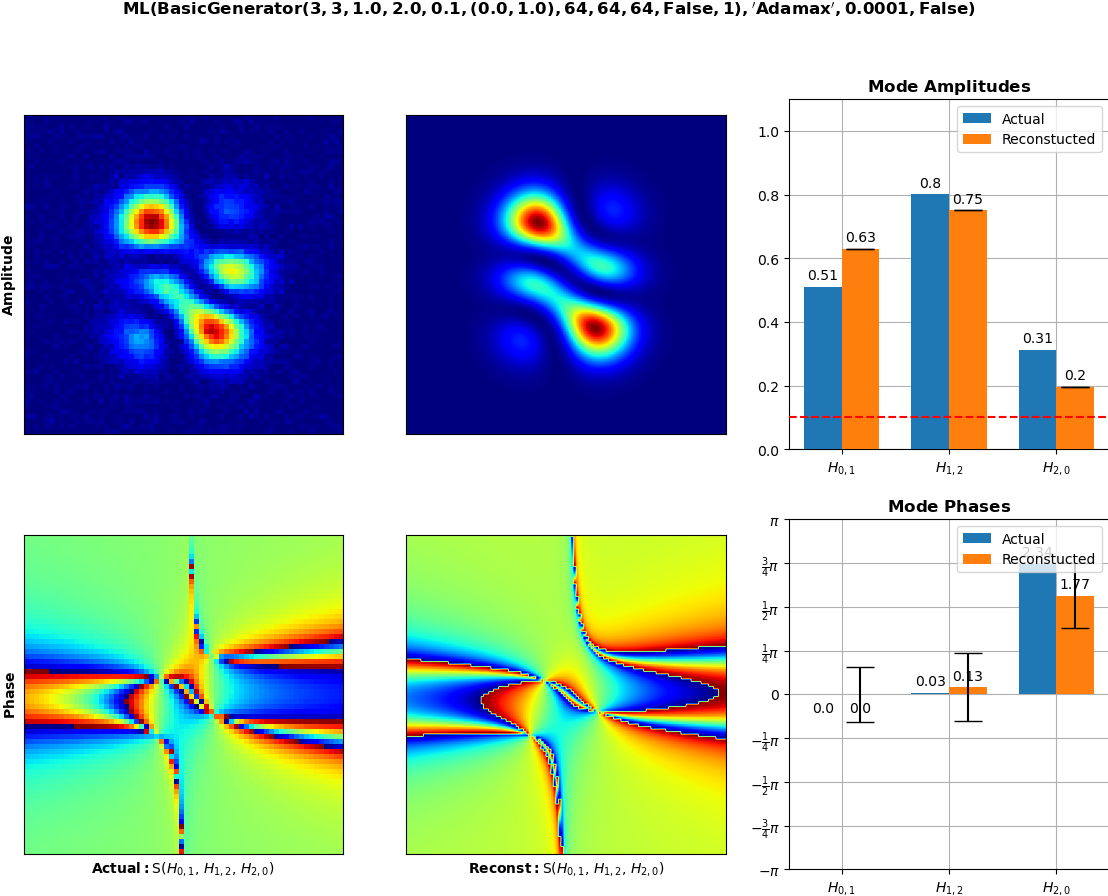 ML(BasicGenerator(3, 3, 1.0, 2.0, 0.1, (0.0, 1.0), 64, 64, 64, False, 1), ′Adamax′, 0.0001, False)
Amplitude
Mode Amplitudes
Actual
Reconstucted
1.0
0.8
0.6
0.4
0.2
0.0
0.51
0.63
0.8
0.75
0.31
0.2
H0,1
H1,2
H2,0
Phase
Actual: S(H0,1, H1,2, H2,0)
Reconst: S(H0,1, H1,2, H2,0)
Mode Phases
Actual
Reconstucted
π
3/4π
1/2π
1/4π
0
−1/4π
−1/2π
−3/4π
−π
0.0
0.0
0.03
0.13
2.34
1.77
H0,1
H1,2
H2,0